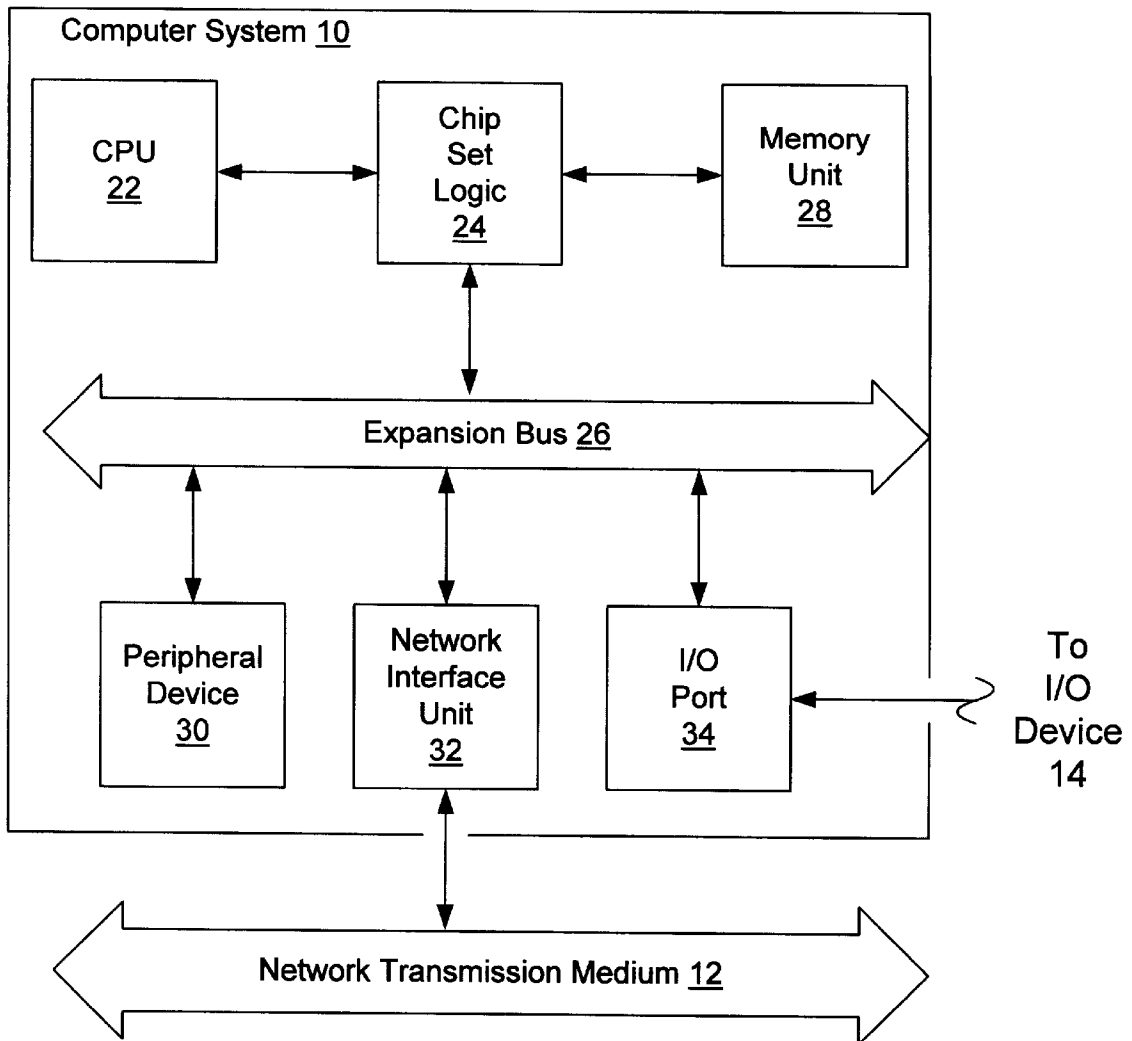 Computer System 10
CPU
22
Chip
Set
Logic
24
Memory
Unit
28
Expansion Bus 26
Peripheral
Device
30
Network
Interface
Unit
32
I/O
Port
34
To
I/O
Device
14
Network Transmission Medium 12